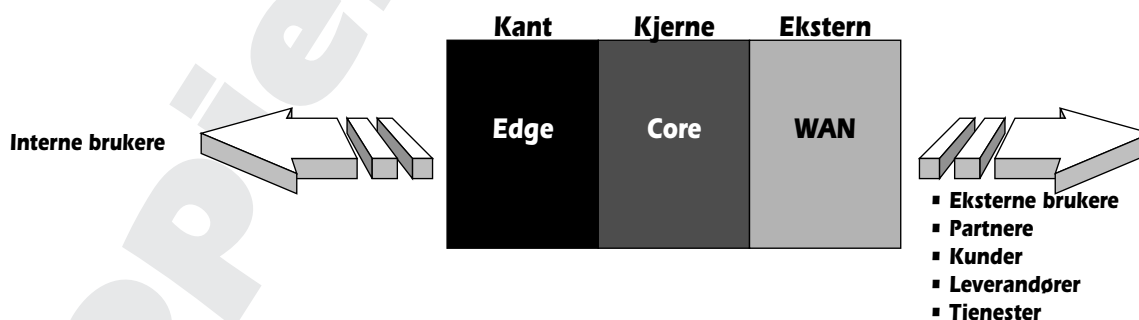 Kant Kjerne Ekstern
Edge Core WAN
Interne brukere
▪ Eksterne brukere
▪ Partnere
▪ Kunder
▪ Leverandører
▪ Tjenester